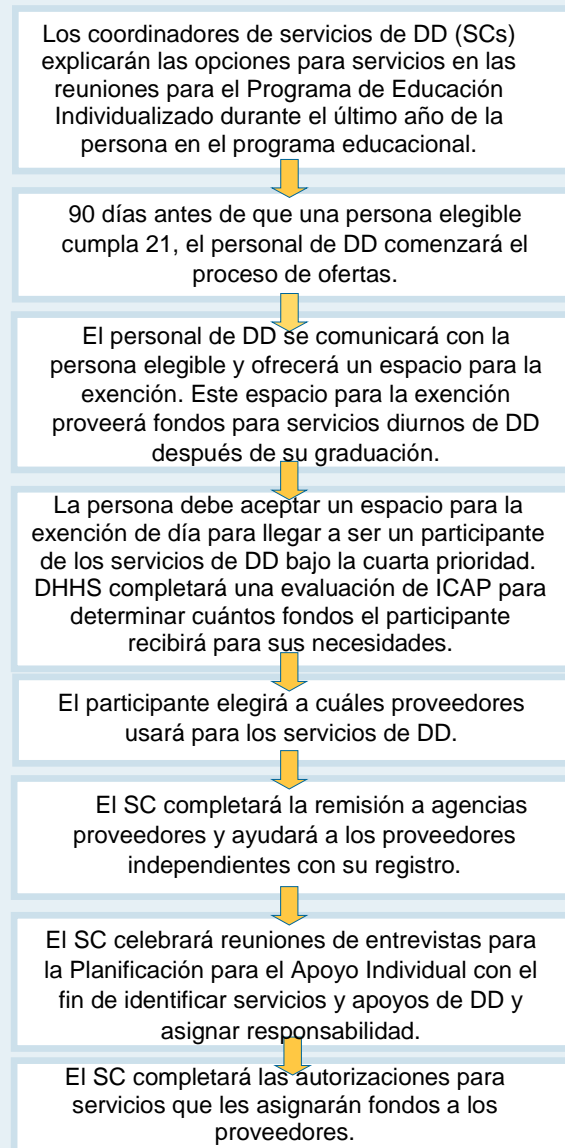 Los coordinadores de servicios de DD (SCs)
explicarán las opciones para servicios en las
reuniones para el Programa de Educación
Individualizado durante el último año de la
persona en el programa educacional.
90 días antes de que una persona elegible
cumpla 21, el personal de DD comenzará el
proceso de ofertas.
El personal de DD se comunicará con la
persona elegible y ofrecerá un espacio para la
exención. Este espacio para la exención
proveerá fondos para servicios diurnos de DD
después de su graduación.
La persona debe aceptar un espacio para la
exención de día para llegar a ser un participante
de los servicios de DD bajo la cuarta prioridad.
DHHS completará una evaluación de ICAP para
determinar cuántos fondos el participante
recibirá para sus necesidades.
El participante elegirá a cuáles proveedores
usará para los servicios de DD.
El SC completará la remisión a agencias
proveedores y ayudará a los proveedores
independientes con su registro.
El SC celebrará reuniones de entrevistas para
la Planificación para el Apoyo Individual con el
fin de identificar servicios y apoyos de DD y
asignar responsabilidad.
El SC completará las autorizaciones para
servicios que les asignarán fondos a los
proveedores.